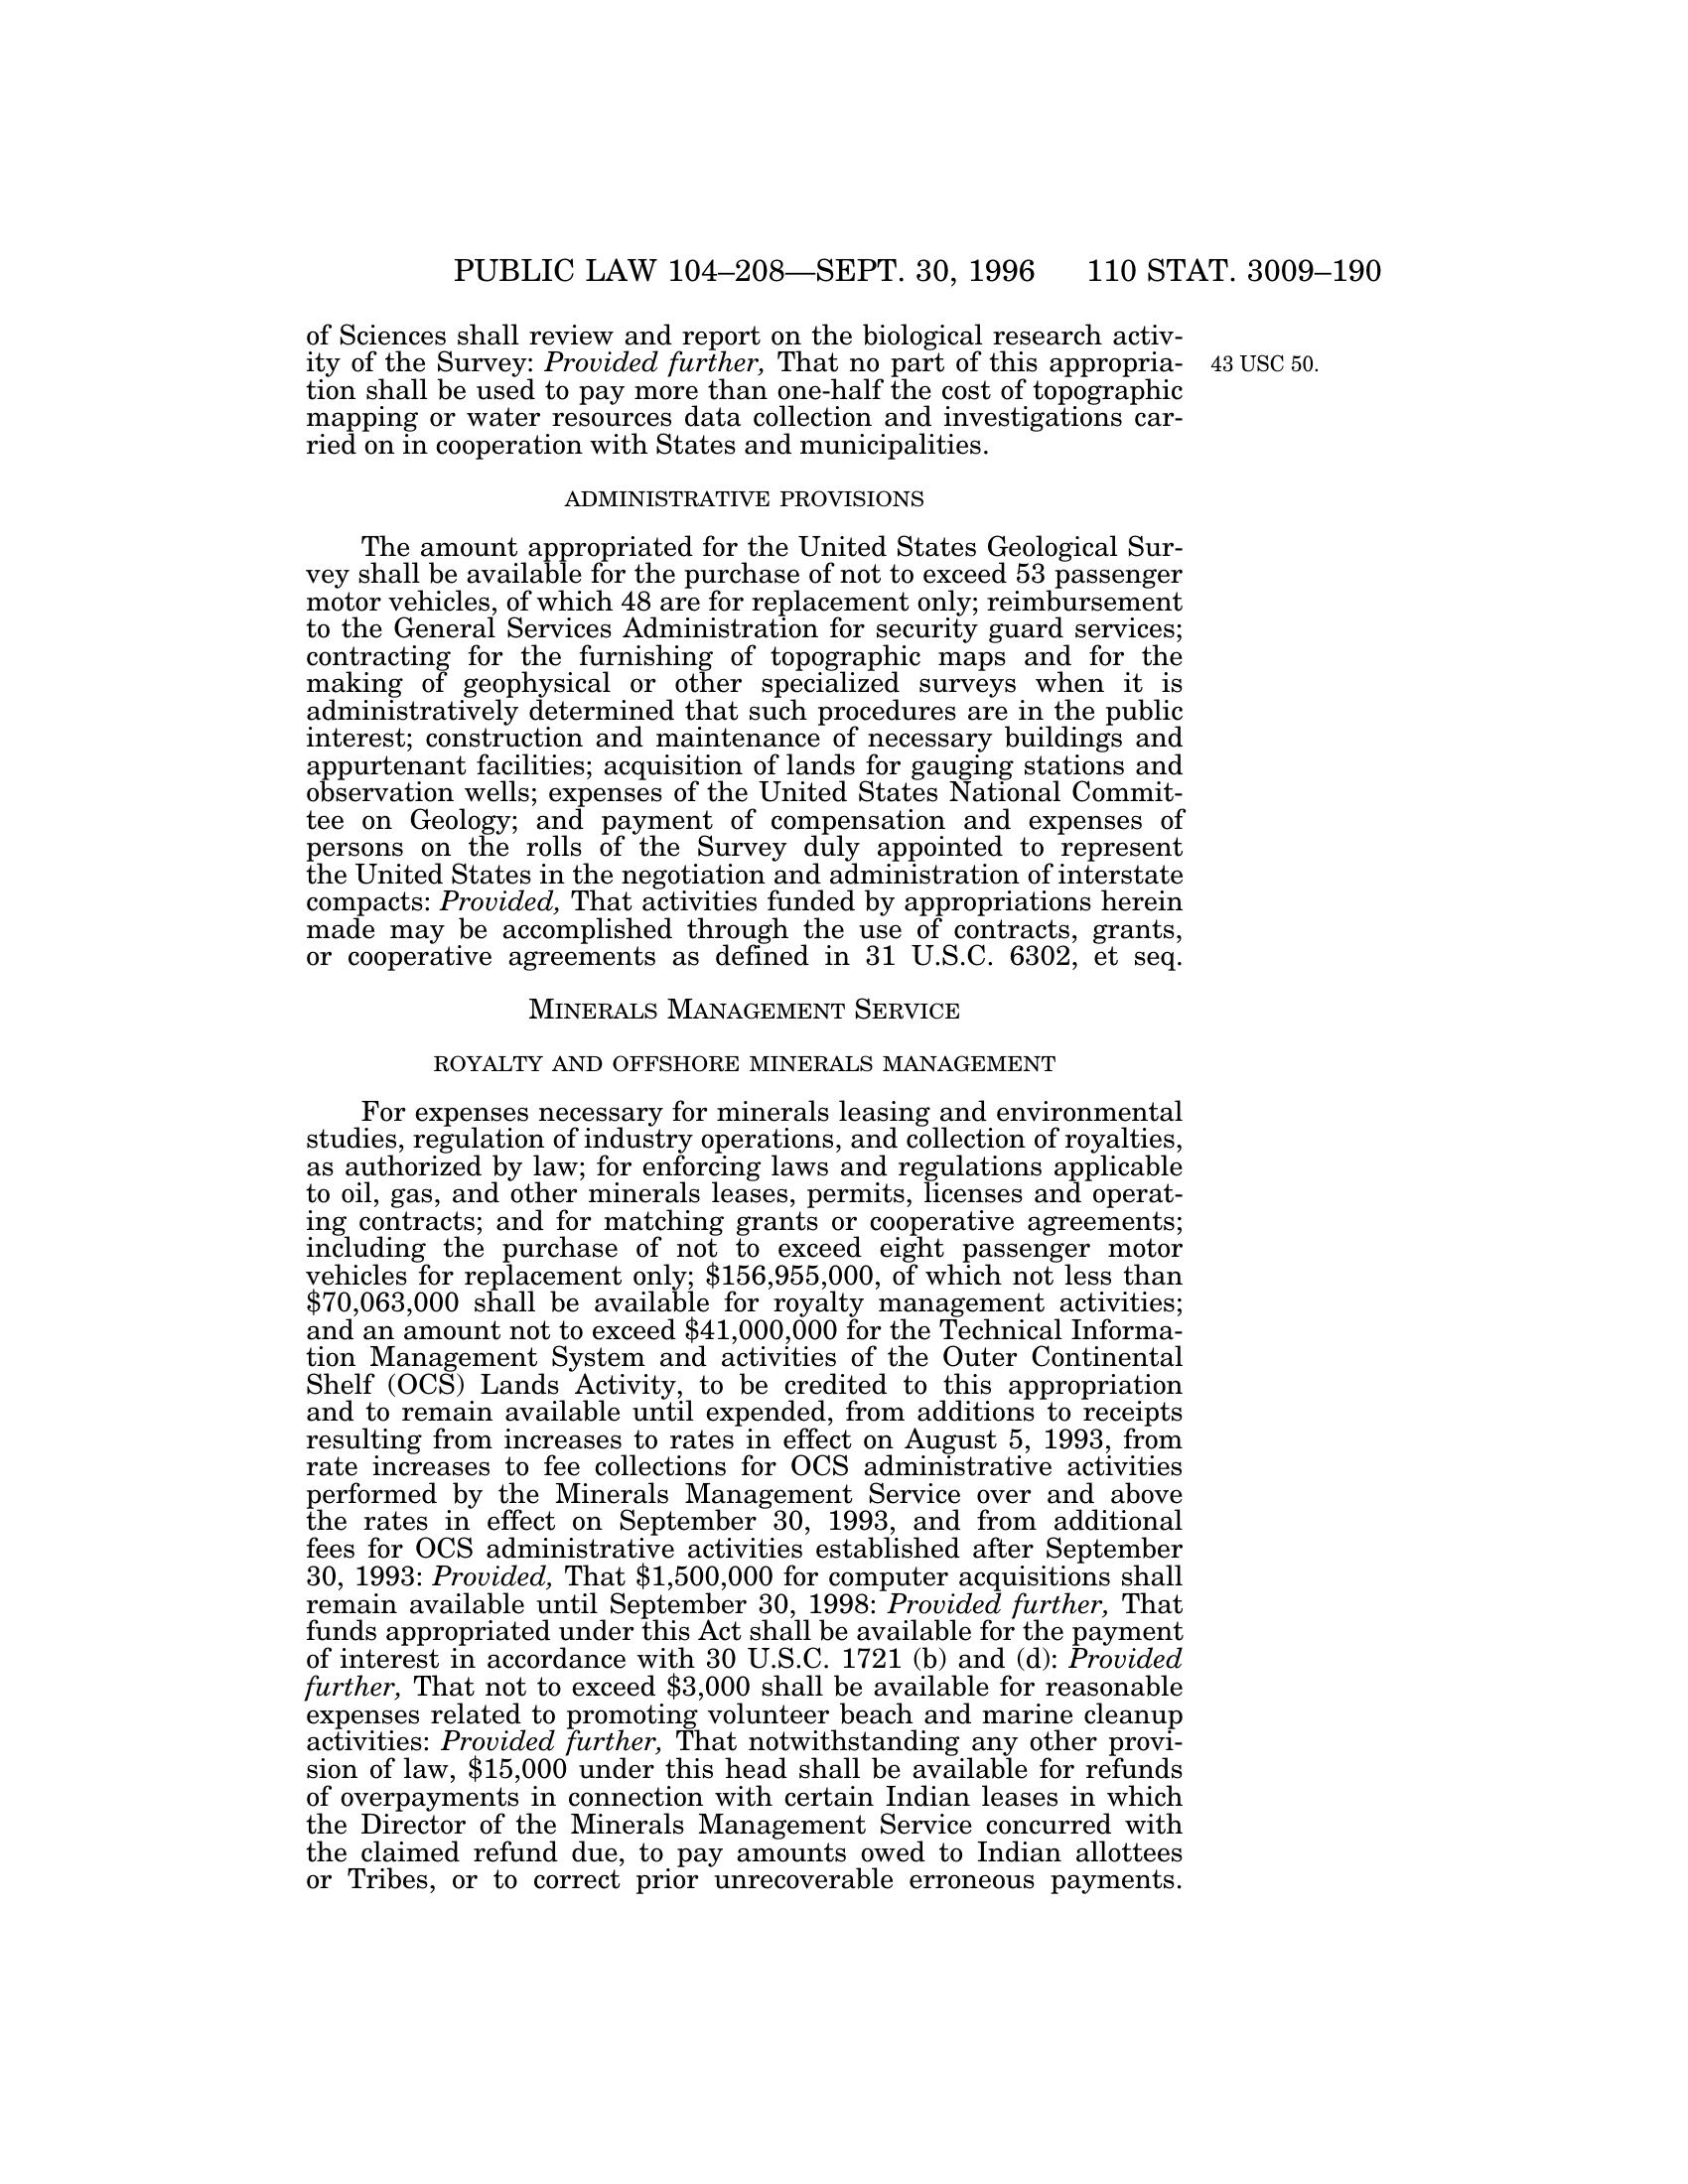 PUBLIC LAW 104–208—SEPT. 30, 1996 110 STAT. 3009–190
of Sciences shall review and report on the biological research activ-
ity of the Survey: Provided further, That no part of this appropria-
43 USC 50.
tion shall be used to pay more than one-half the cost of topographic
mapping or water resources data collection and investigations car-
ried on in cooperation with States and municipalities.
ADMINISTRATIVE PROVISIONS
The amount appropriated for the United States Geological Sur-
vey shall be available for the purchase of not to exceed 53 passenger
motor vehicles, of which 48 are for replacement only; reimbursement
to the General Services Administration for security guard services;
contracting for the furnishing of topographic maps and for the
making of geophysical or other specialized surveys when it is
administratively determined that such procedures are in the public
interest; construction and maintenance of necessary buildings and
appurtenant facilities; acquisition of lands for gauging stations and
observation wells; expenses of the United States National Commit-
tee on Geology; and payment of compensation and expenses of
persons on the rolls of the Survey duly appointed to represent
the United States in the negotiation and administration of interstate
compacts: Provided, That activities funded by appropriations herein
made may be accomplished through the use of contracts, grants,
or cooperative agreements as defined in 31 U.S.C. 6302, et seq.
MINERALS MANAGEMENT SERVICE
ROYALTY AND OFFSHORE MINERALS MANAGEMENT
For expenses necessary for minerals leasing and environmental
studies, regulation of industry operations, and collection of royalties,
as authorized by law; for enforcing laws and regulations applicable
to oil, gas, and other minerals leases, permits, licenses and operat-
ing contracts; and for matching grants or cooperative agreements;
including the purchase of not to exceed eight passenger motor
vehicles for replacement only; $156,955,000, of which not less than
$70,063,000 shall be available for royalty management activities;
and an amount not to exceed $41,000,000 for the Technical Informa-
tion Management System and activities of the Outer Continental
Shelf (OCS) Lands Activity, to be credited to this appropriation
and to remain available until expended, from additions to receipts
resulting from increases to rates in effect on August 5, 1993, from
rate increases to fee collections for OCS administrative activities
performed by the Minerals Management Service over and above
the rates in effect on September 30, 1993, and from additional
fees for OCS administrative activities established after September
30, 1993: Provided, That $1,500,000 for computer acquisitions shall
remain available until September 30, 1998: Provided further, That
funds appropriated under this Act shall be available for the payment
of interest in accordance with 30 U.S.C. 1721 (b) and (d): Provided
further, That not to exceed $3,000 shall be available for reasonable
expenses related to promoting volunteer beach and marine cleanup
activities: Provided further, That notwithstanding any other provi-
sion of law, $15,000 under this head shall be available for refunds
of overpayments in connection with certain Indian leases in which
the Director of the Minerals Management Service concurred with
the claimed refund due, to pay amounts owed to Indian allottees
or Tribes, or to correct prior unrecoverable erroneous payments.